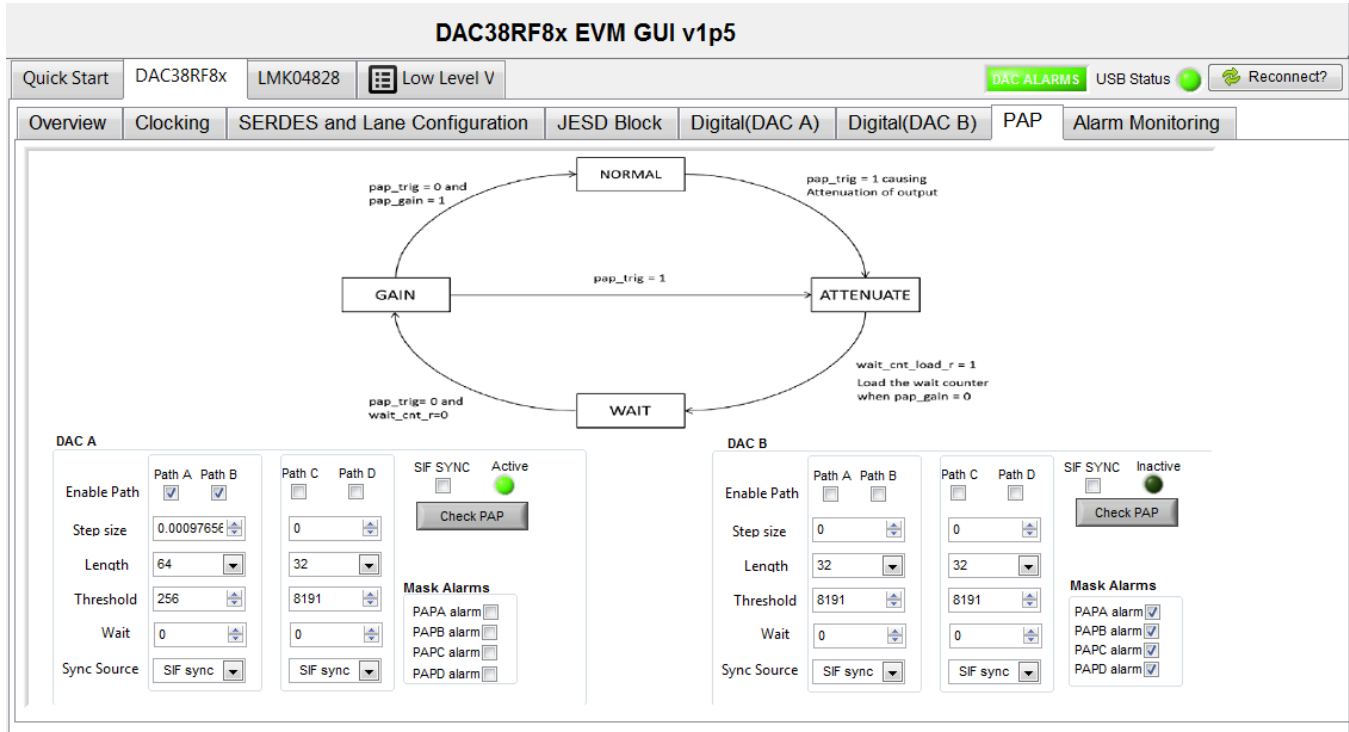 DAC38RF8x EVM GUI v1p5
Quick Start DAC38RF8x LMK04828 Low Level V DAC ALARMS USB Status Reconnect?
Overview Clocking SERDES and Lane Configuration JESD Block Digital(DAC A) Digital(DAC B) PAP Alarm Monitoring
NORMAL
pap_trig = 0 and
pap_gain = 1
pap_trig = 1 causing
Attenuation of output
pap_trig = 1
GAIN
ATTENUATE
wait_cnt_load_r = 1
Load the wait counter
when pap_gain = 0
pap_trig= 0 and
wait_cnt_r=0
WAIT
DAC A
Path A Path B Path C Path D SIF SYNC Active
Enable Path
Check PAP
Step size 0.00097656 0
Length 64 32
Mask Alarms
Threshold 256 8191
PAPA alarm
PAPB alarm
Wait 0 0
PAPC alarm
Sync Source SIF sync SIF sync
PAPD alarm
DAC B
Path A Path B Path C Path D SIF SYNC Inactive
Enable Path
Check PAP
Step size 0 0
Length 32 32
Mask Alarms
Threshold 8191 8191
PAPA alarm
PAPB alarm
Wait 0 0
PAPC alarm
Sync Source SIF sync SIF sync
PAPD alarm